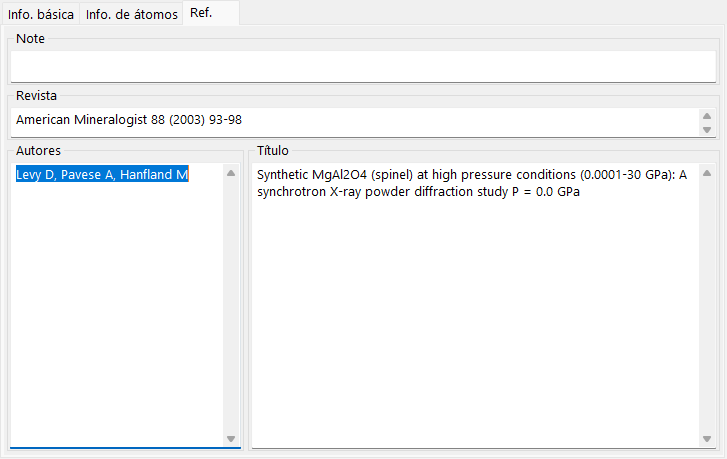 Info. básica Info. de átomos Ref.
Note
Revista
American Mineralogist 88 (2003) 93-98
Autores
Levy D, Pavese A, Hanfland M
Título
Synthetic MgAl2O4 (spinel) at high pressure conditions (0.0001-30 GPa): A
synchrotron X-ray powder diffraction study P = 0.0 GPa